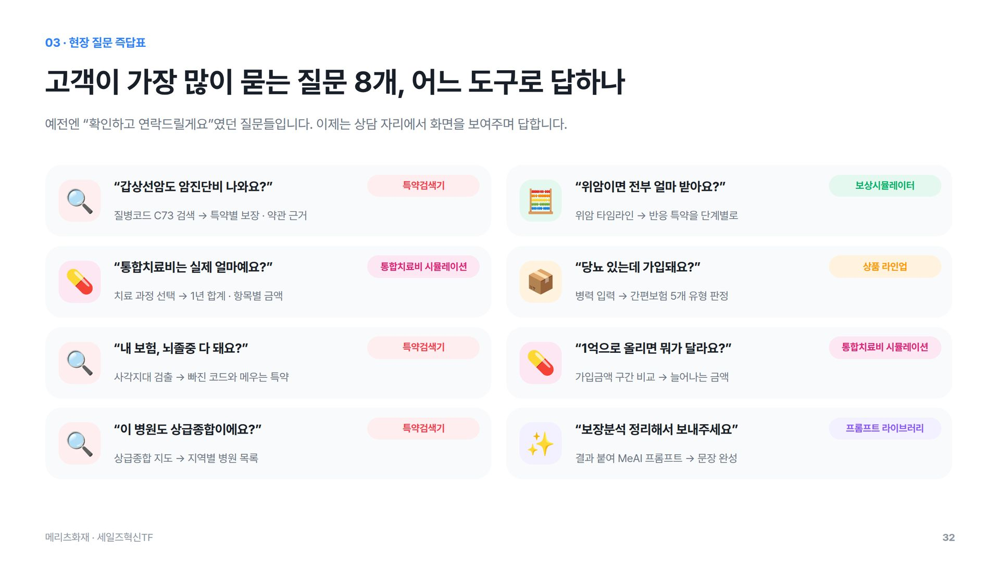 03 · 현장 질문 즉답표
고객이 가장 많이 묻는 질문 8개, 어느 도구로 답하나
예전엔 “확인하고 연락드릴게요”였던 질문들입니다. 이제는 상담 자리에서 화면을 보여주며 답합니다.
“갑상선암도 암진단비 나와요?”
특약검색기
질병코드 C73 검색 → 특약별 보장 · 약관 근거
“위암이면 전부 얼마 받아요?”
보상시뮬레이터
위암 타임라인 → 반응 특약을 단계별로
“통합치료비는 실제 얼마예요?”
통합치료비 시뮬레이션
치료 과정 선택 → 1년 합계 · 항목별 금액
“당뇨 있는데 가입돼요?”
상품 라인업
병력 입력 → 간편보험 5개 유형 판정
“내 보험, 뇌졸중 다 돼요?”
특약검색기
사각지대 검출 → 빠진 코드와 메우는 특약
“1억으로 올리면 뭐가 달라요?”
통합치료비 시뮬레이션
가입금액 구간 비교 → 늘어나는 금액
“이 병원도 상급종합이에요?”
특약검색기
상급종합 지도 → 지역별 병원 목록
“보장분석 정리해서 보내주세요”
프롬프트 라이브러리
결과 붙여 MeAI 프롬프트 → 문장 완성
메리츠화재 · 세일즈혁신TF
32